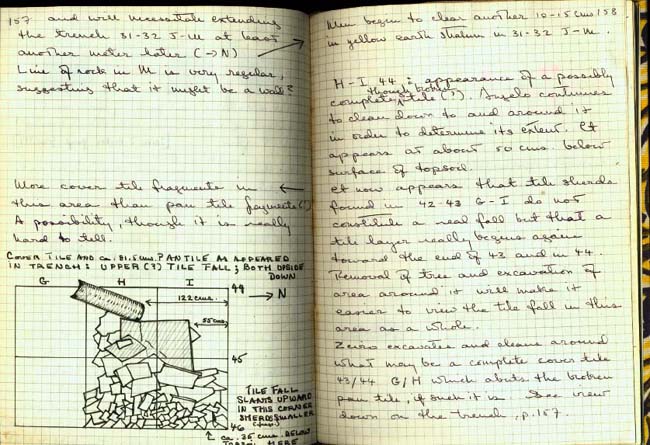 157 and will necessitate extending
the trench 31-32 J-M at least
another meter later (→N)
Line of rock in M is very regular,
suggesting that it might be a wall?
More cover tile fragments in ←
this area than pan tile fragments (?)
A possibility, though it is really
hard to tell.
COVER TILE AND ca. 81.5 cms. PANTILE AS APPEARED
IN TRENCH: UPPER (?) TILE FALL; BOTH UPSIDE
DOWN
G H I
44
→ N
122 cms.
55 cms.
45
TILE FALL
SLANTS UPWARD
IN THIS CORNER
SHERDS SMALLER
46
ca. 35 cms. BELOW
TOPSOIL HERE
Men begin to clear another 10-15 cms 158
in yellow earth in 31-32 J-M.
H-I 44: appearance of a possibly
complete, though broken, tile (?). Angelo continues
to clean down to and around it
in order to determine its extent. It
appears at about 50 cms. below
surface of topsoil.
It now appears that tile sherds
found in 42-43 G-I do not
constitute a real fall but that a
tile layer really begins again
toward the end of 43 and in 44.
Removal of tree and excavation of
area around it will make it
easier to view the tile fall in this
area as a whole.
excavates and cleans around
what may be a complete cover tile
43/44 G/H which abuts the broken
pan tile, if such it is. See view
down on the trench, p. 157.